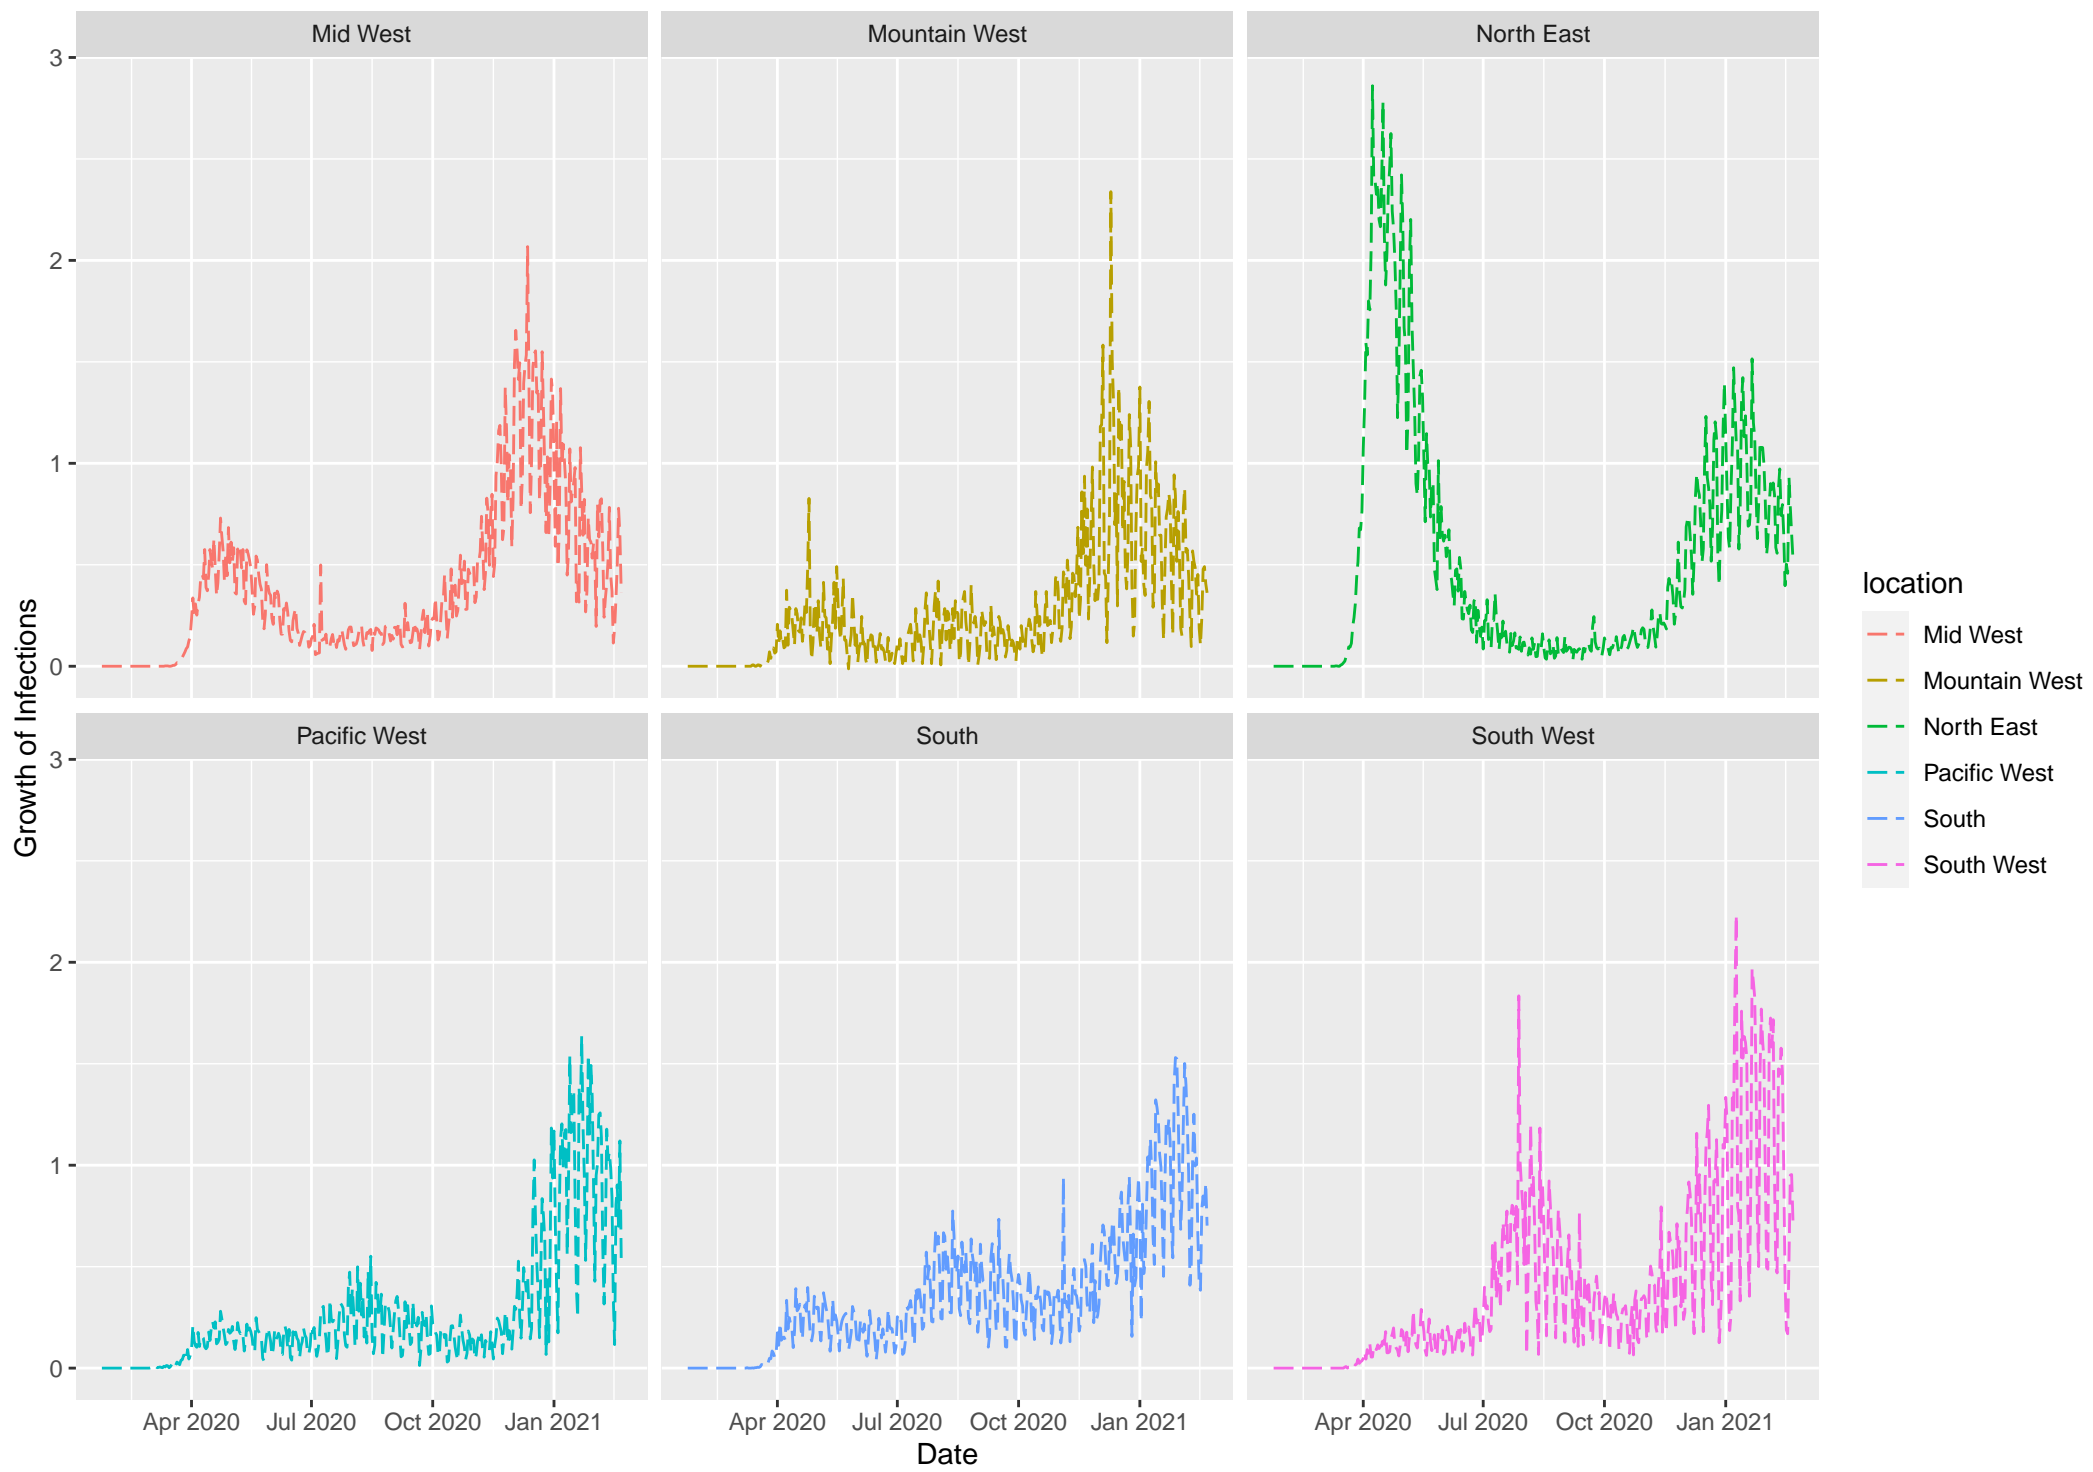 Mid West
Mountain West
North East
3
2
1
0
Pacific West
South
South West
3
2
1
0
Apr 2020 Jul 2020 Oct 2020 Jan 2021
Apr 2020 Jul 2020 Oct 2020 Jan 2021
Apr 2020 Jul 2020 Oct 2020 Jan 2021
Date
Growth of Infections
location
Mid West
Mountain West
North East
Pacific West
South
South West